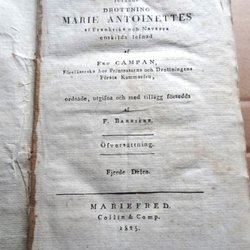 DROTTNING
MARIE ANTOINETTES
af Frankrike och Navarra
enskilda lefnad
af
Fru CAMPAN,
Föreläserska hos Prinsessorna och Drottningens
Första Kammarfru,
ordnade, utgifna och med tillägg försedda
af
F. BARRIERE.
Öfversättning.
Fjerde Delen.
MARIEFRED.
Collin & Comp.
1825.